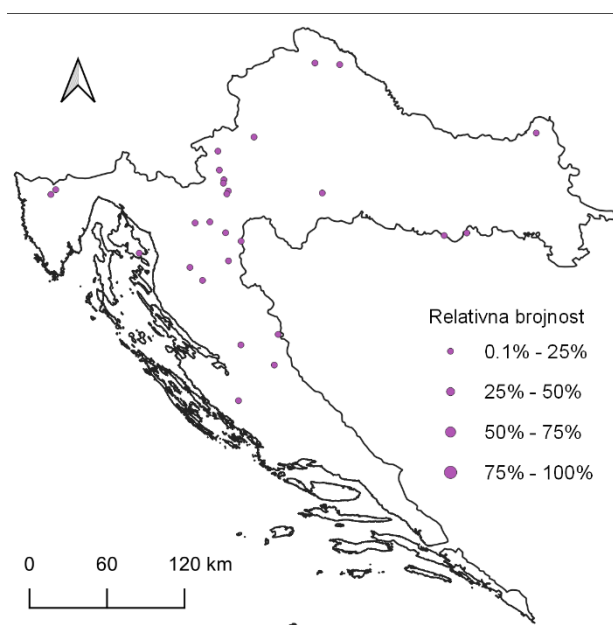 Relativna brojnost
0.1% - 25%
25% - 50%
50% - 75%
75% - 100%
0 60 120 km